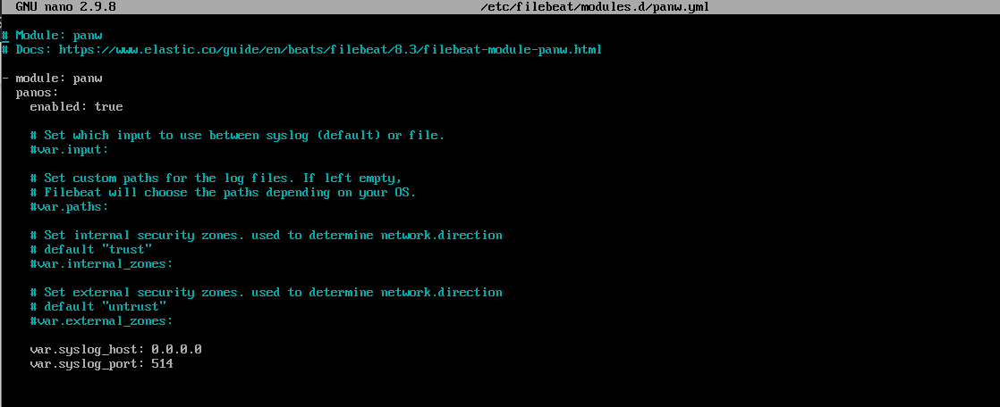 GNU nano 2.9.8 /etc/filebeat/modules.d/panw.yml
# Module: panw
# Docs: https://www.elastic.co/guide/en/beats/filebeat/8.3/filebeat-module-panw.html
- module: panw
panos:
enabled: true
# Set which input to use between syslog (default) or file.
#var.input:
# Set custom paths for the log files. If left empty,
# Filebeat will choose the paths depending on your OS.
#var.paths:
# Set internal security zones. used to determine network.direction
# default "trust"
#var.internal_zones:
# Set external security zones. used to determine network.direction
# default "untrust"
#var.external_zones:
var.syslog_host: 0.0.0.0
var.syslog_port: 514